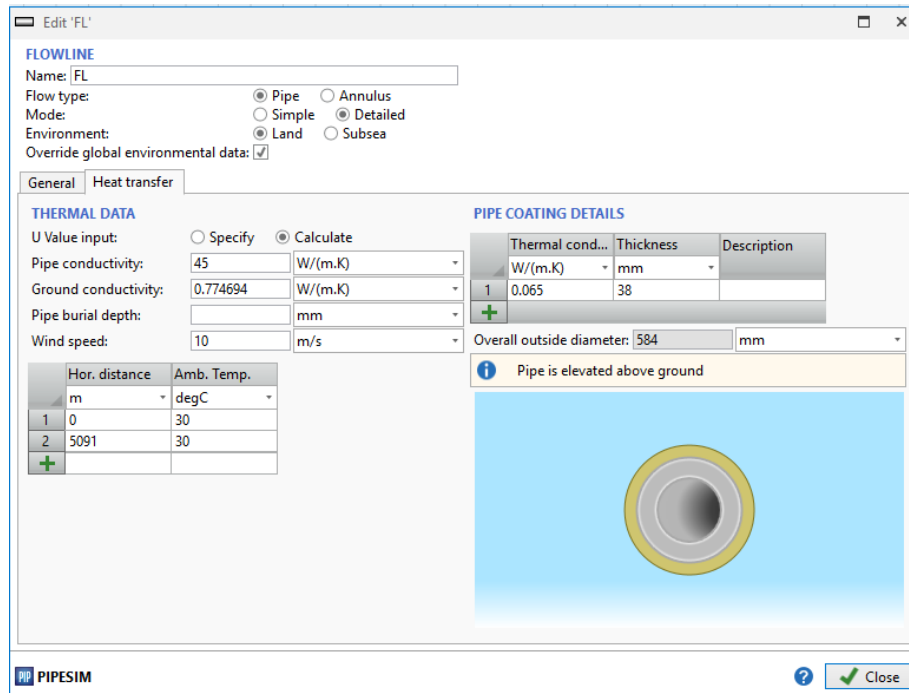 Edit 'FL'
FLOWLINE
Name: FL
Flow type: Pipe Annulus
Mode: Simple Detailed
Environment: Land Subsea
Override global environmental data:
General Heat transfer
THERMAL DATA
U Value input: Specify Calculate
Pipe conductivity: 45 W/(m.K)
Ground conductivity: 0.774694 W/(m.K)
Pipe burial depth: mm
Wind speed: 10 m/s
Hor. distance Amb. Temp.
m degC
1 0 30
2 5091 30
PIPE COATING DETAILS
Thermal cond... Thickness Description
W/(m.K) mm
1 0.065 38
Overall outside diameter: 584 mm
Pipe is elevated above ground
PIP PIPESIM
? Close